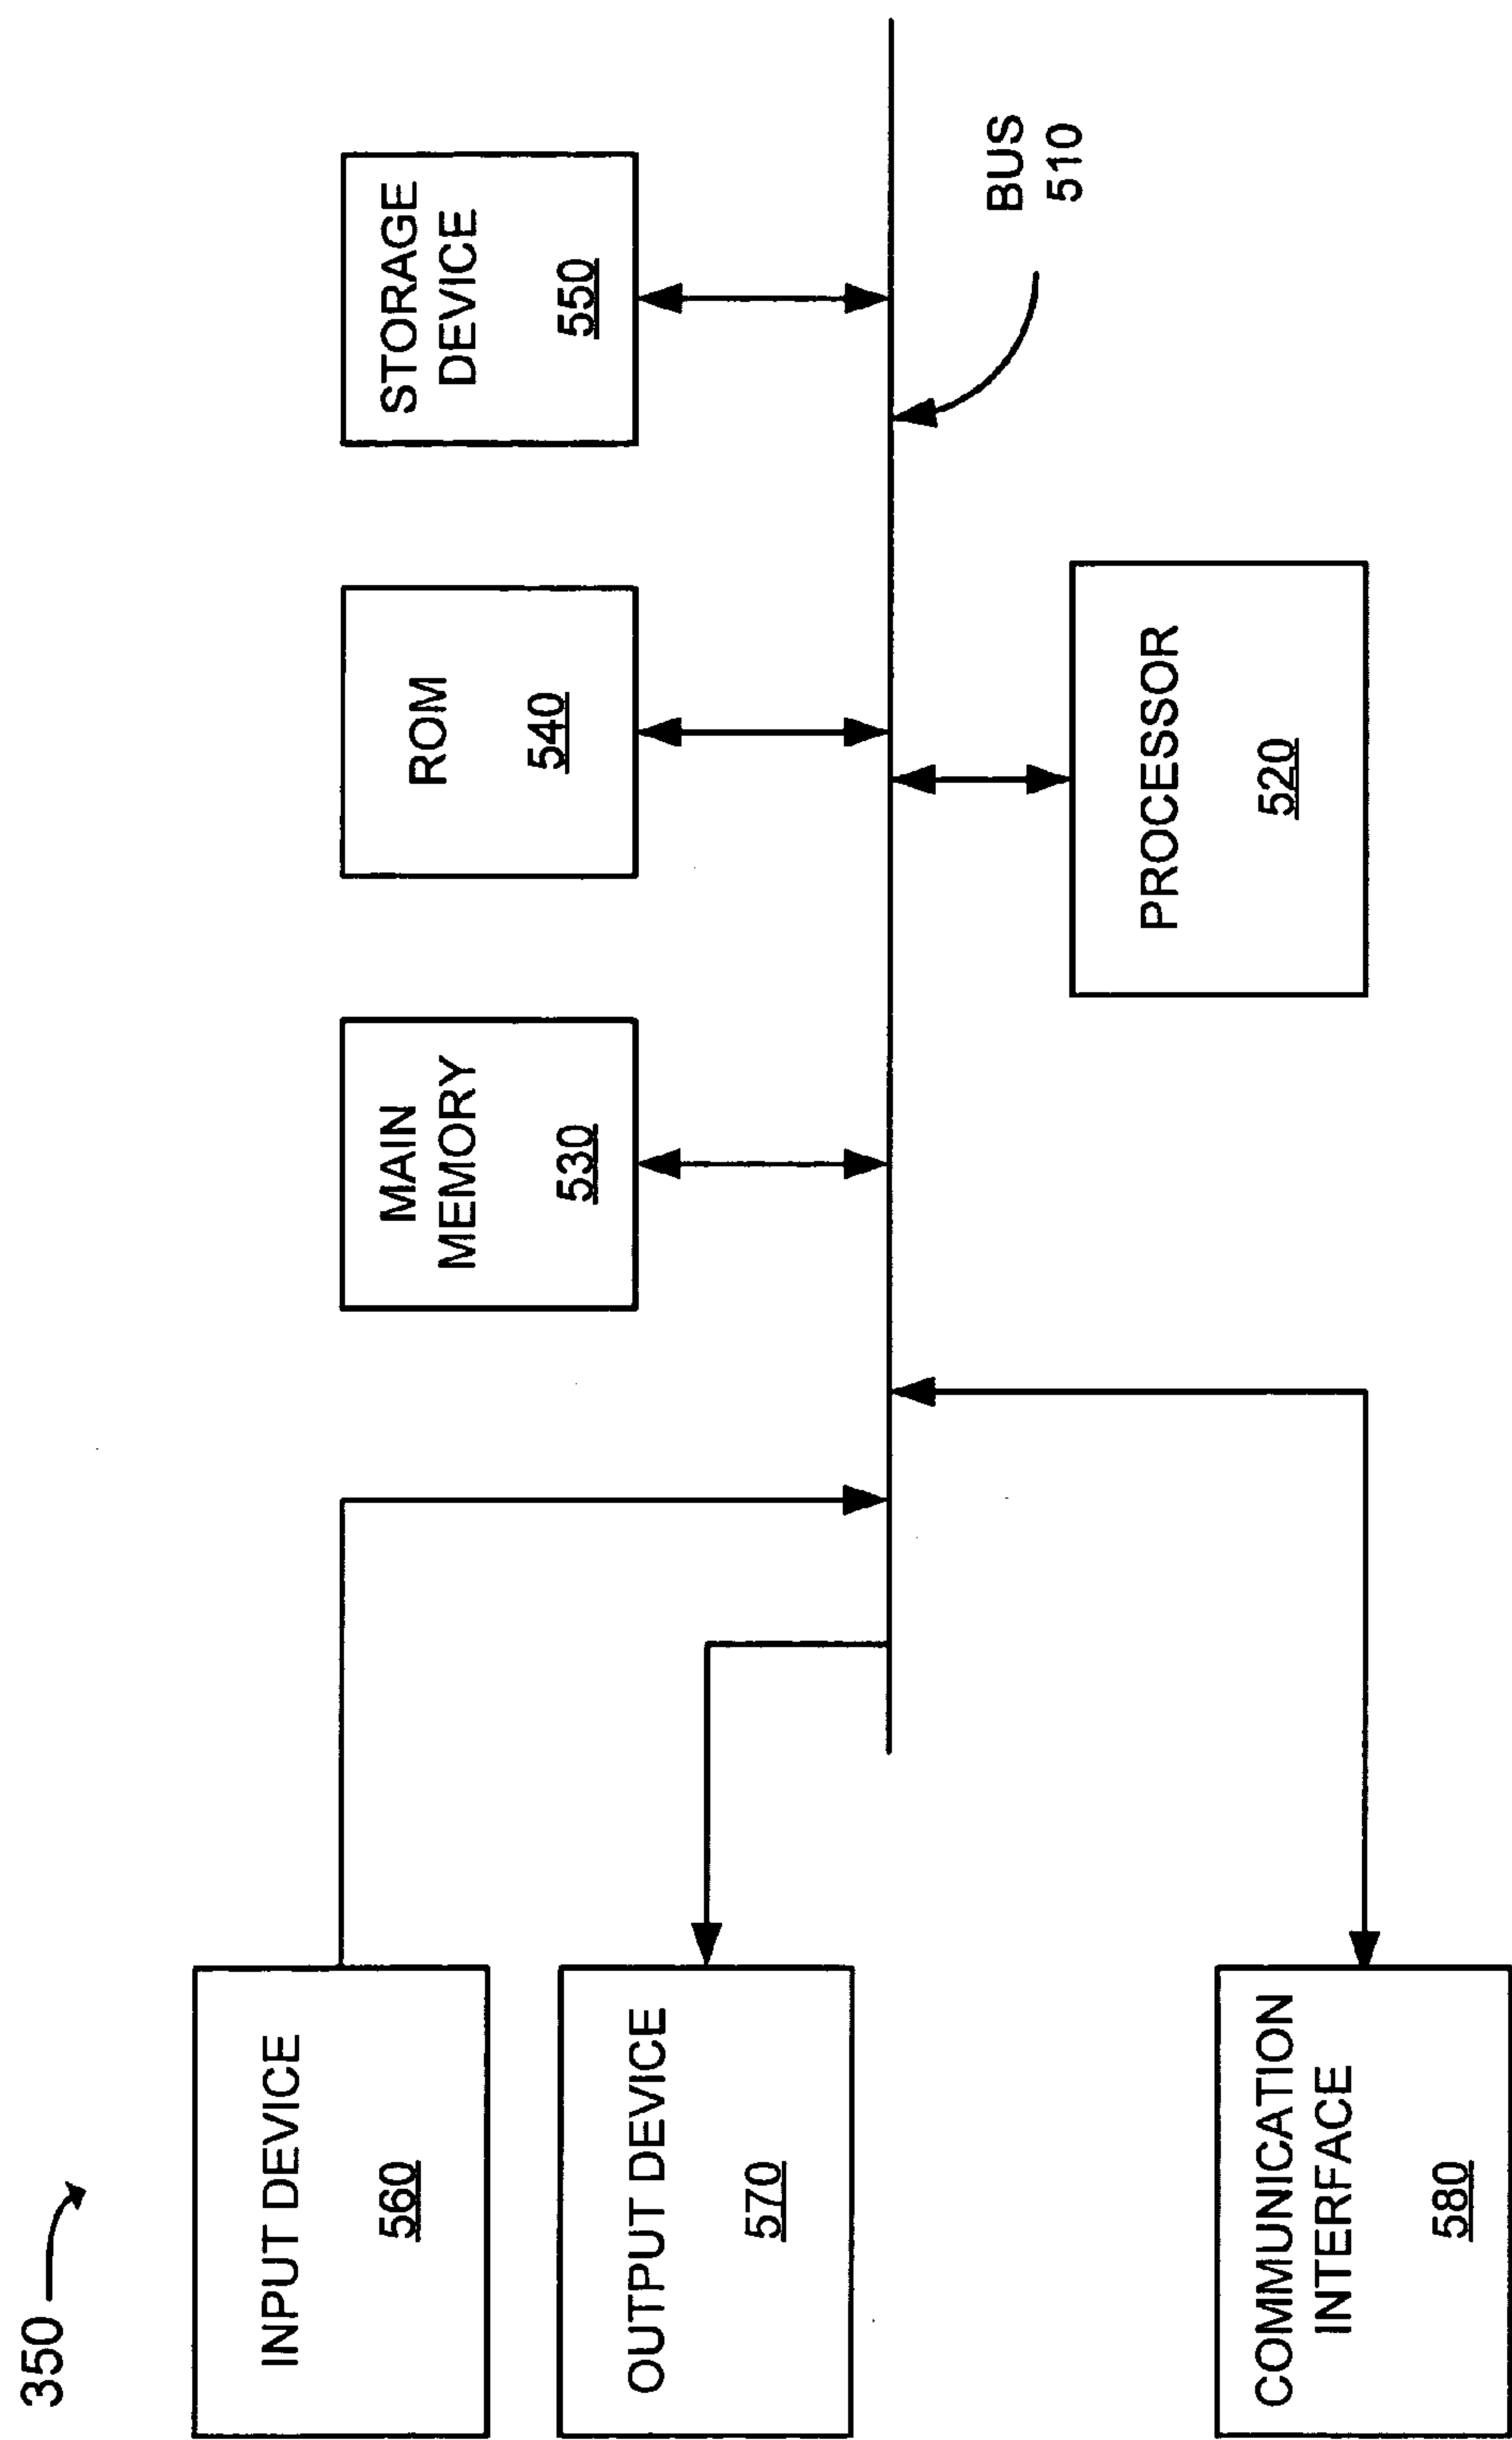 350
INPUT DEVICE
560
OUTPUT DEVICE
570
COMMUNICATION
INTERFACE
580
MAIN
MEMORY
530
ROM
540
STORAGE
DEVICE
550
PROCESSOR
520
BUS
510